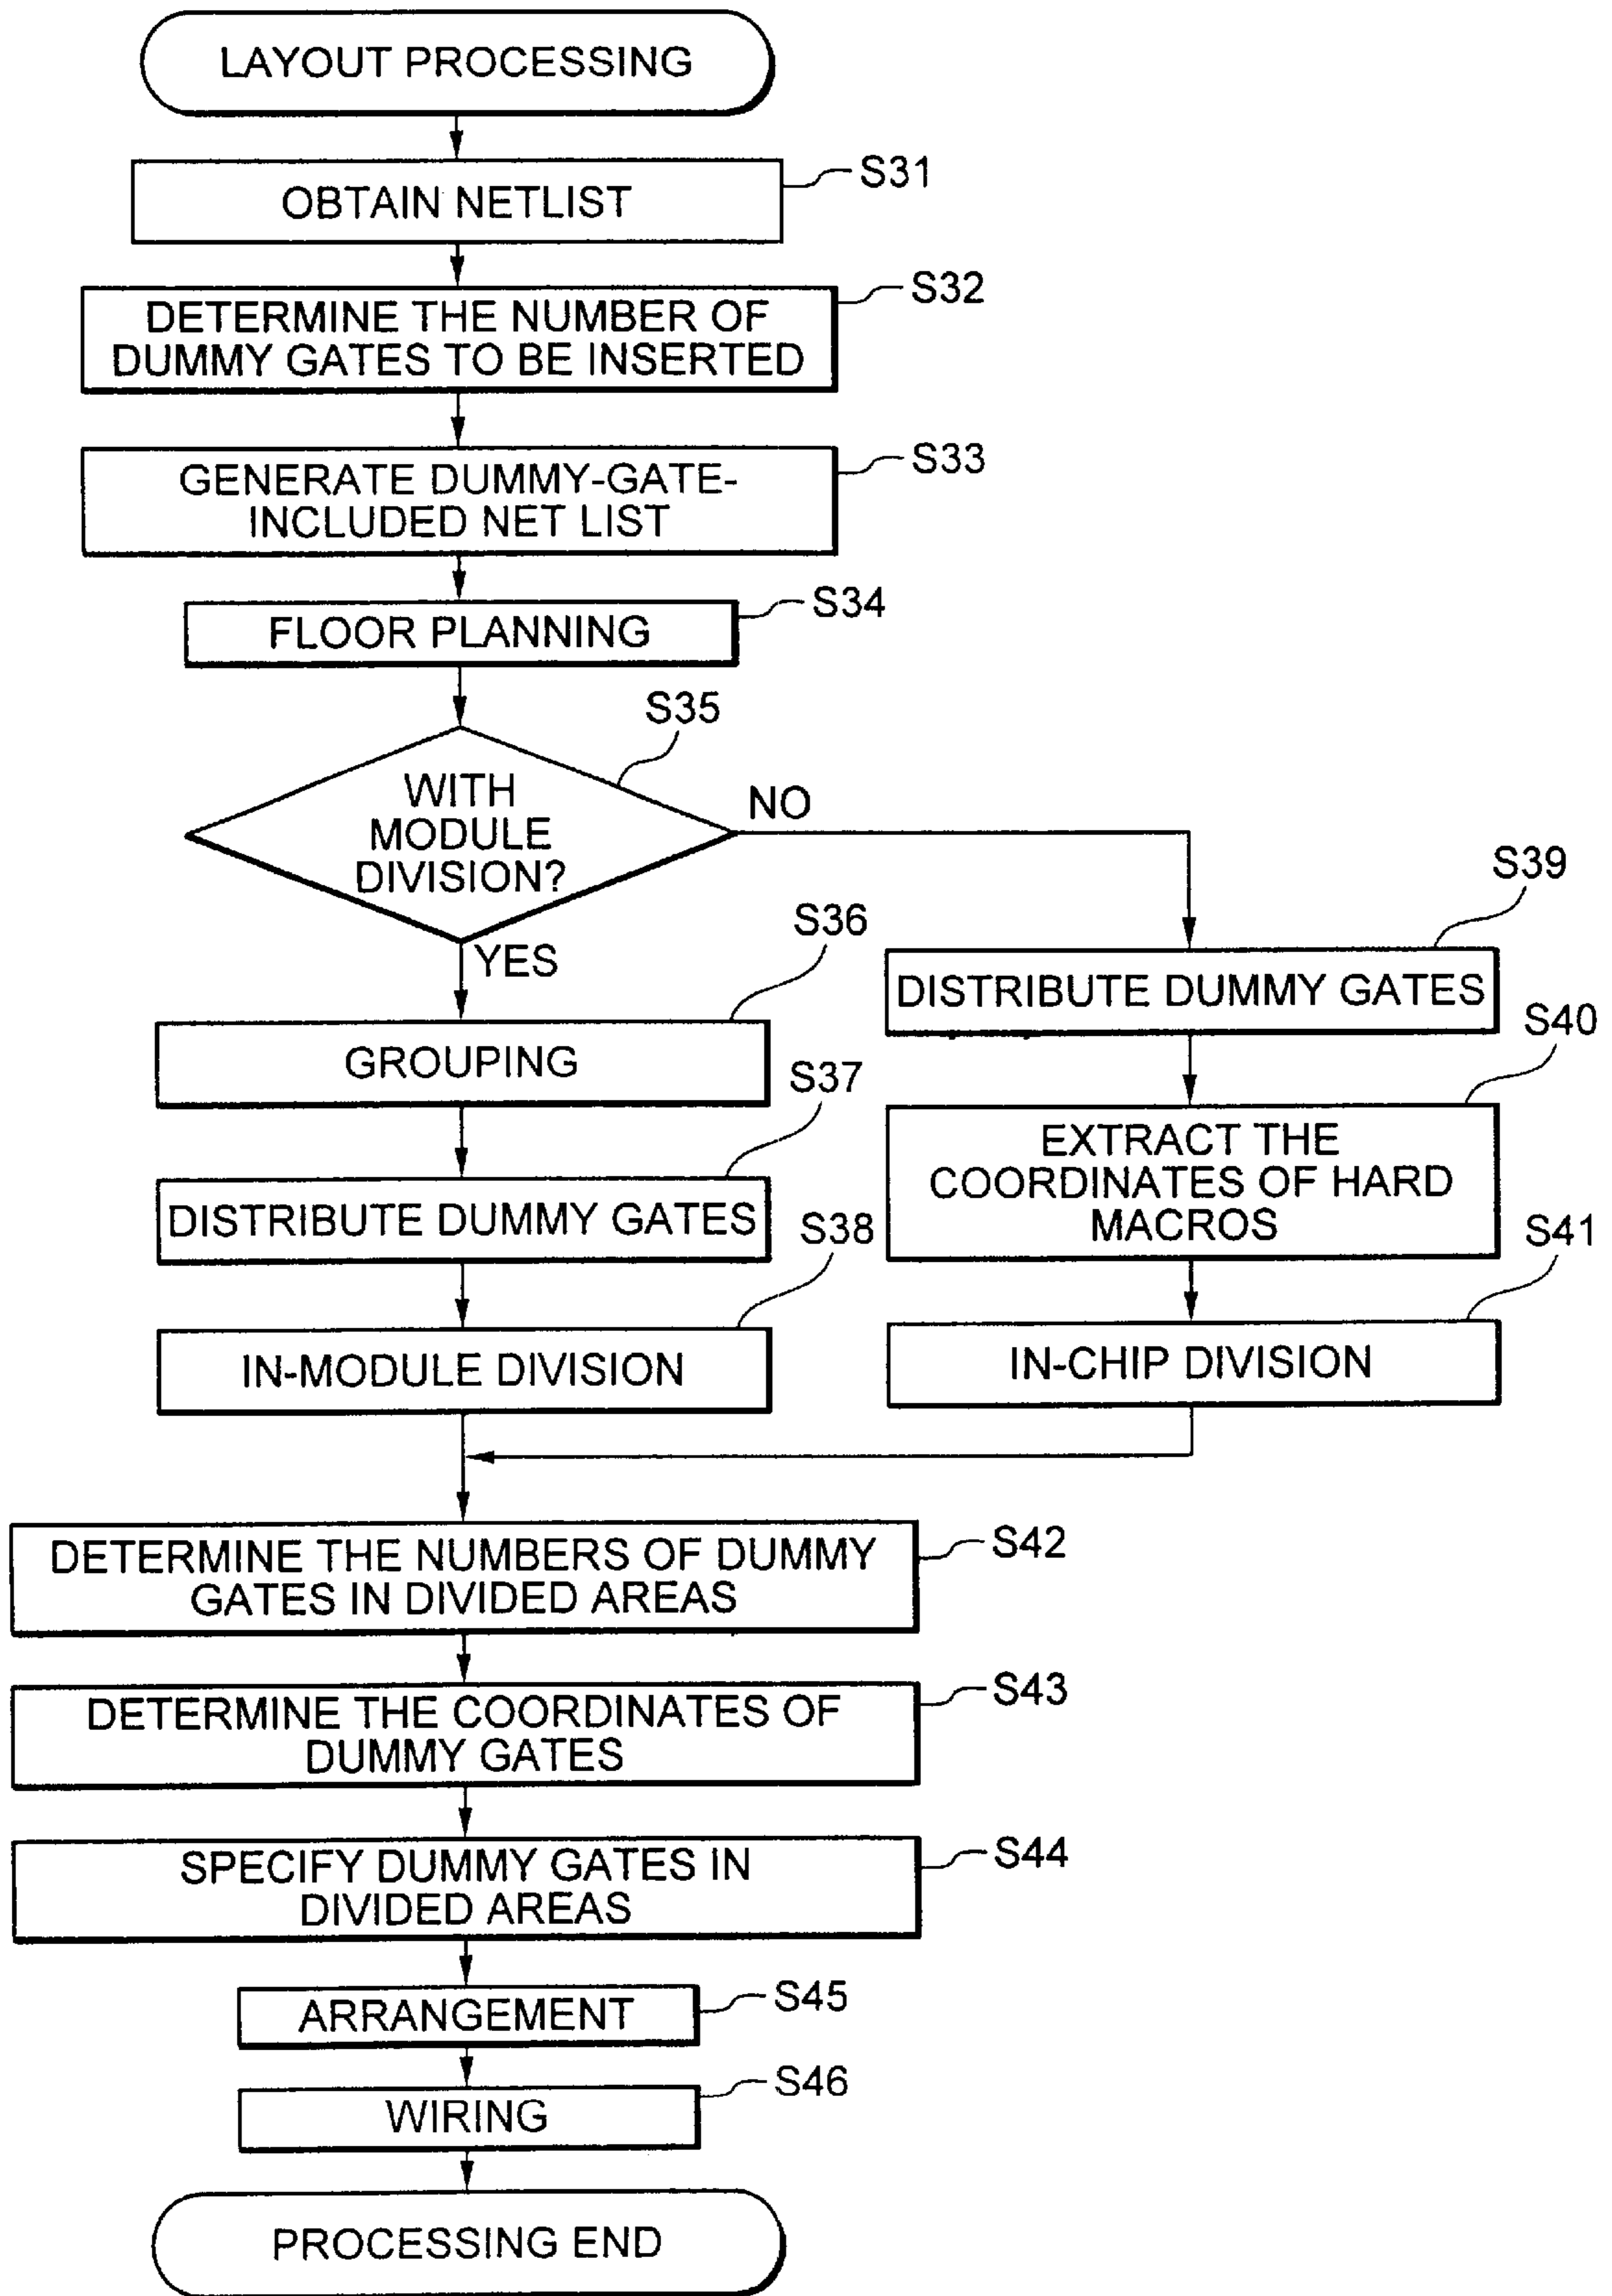 LAYOUT PROCESSING
S31
OBTAIN NETLIST
S32
DETERMINE THE NUMBER OF
DUMMY GATES TO BE INSERTED
S33
GENERATE DUMMY-GATE-
INCLUDED NET LIST
S34
FLOOR PLANNING
S35
WITH
MODULE
DIVISION?
NO
YES
S36
GROUPING
S37
DISTRIBUTE DUMMY GATES
S38
IN-MODULE DIVISION
S39
DISTRIBUTE DUMMY GATES
S40
EXTRACT THE
COORDINATES OF HARD
MACROS
S41
IN-CHIP DIVISION
S42
DETERMINE THE NUMBERS OF DUMMY
GATES IN DIVIDED AREAS
S43
DETERMINE THE COORDINATES OF
DUMMY GATES
S44
SPECIFY DUMMY GATES IN
DIVIDED AREAS
S45
ARRANGEMENT
S46
WIRING
PROCESSING END